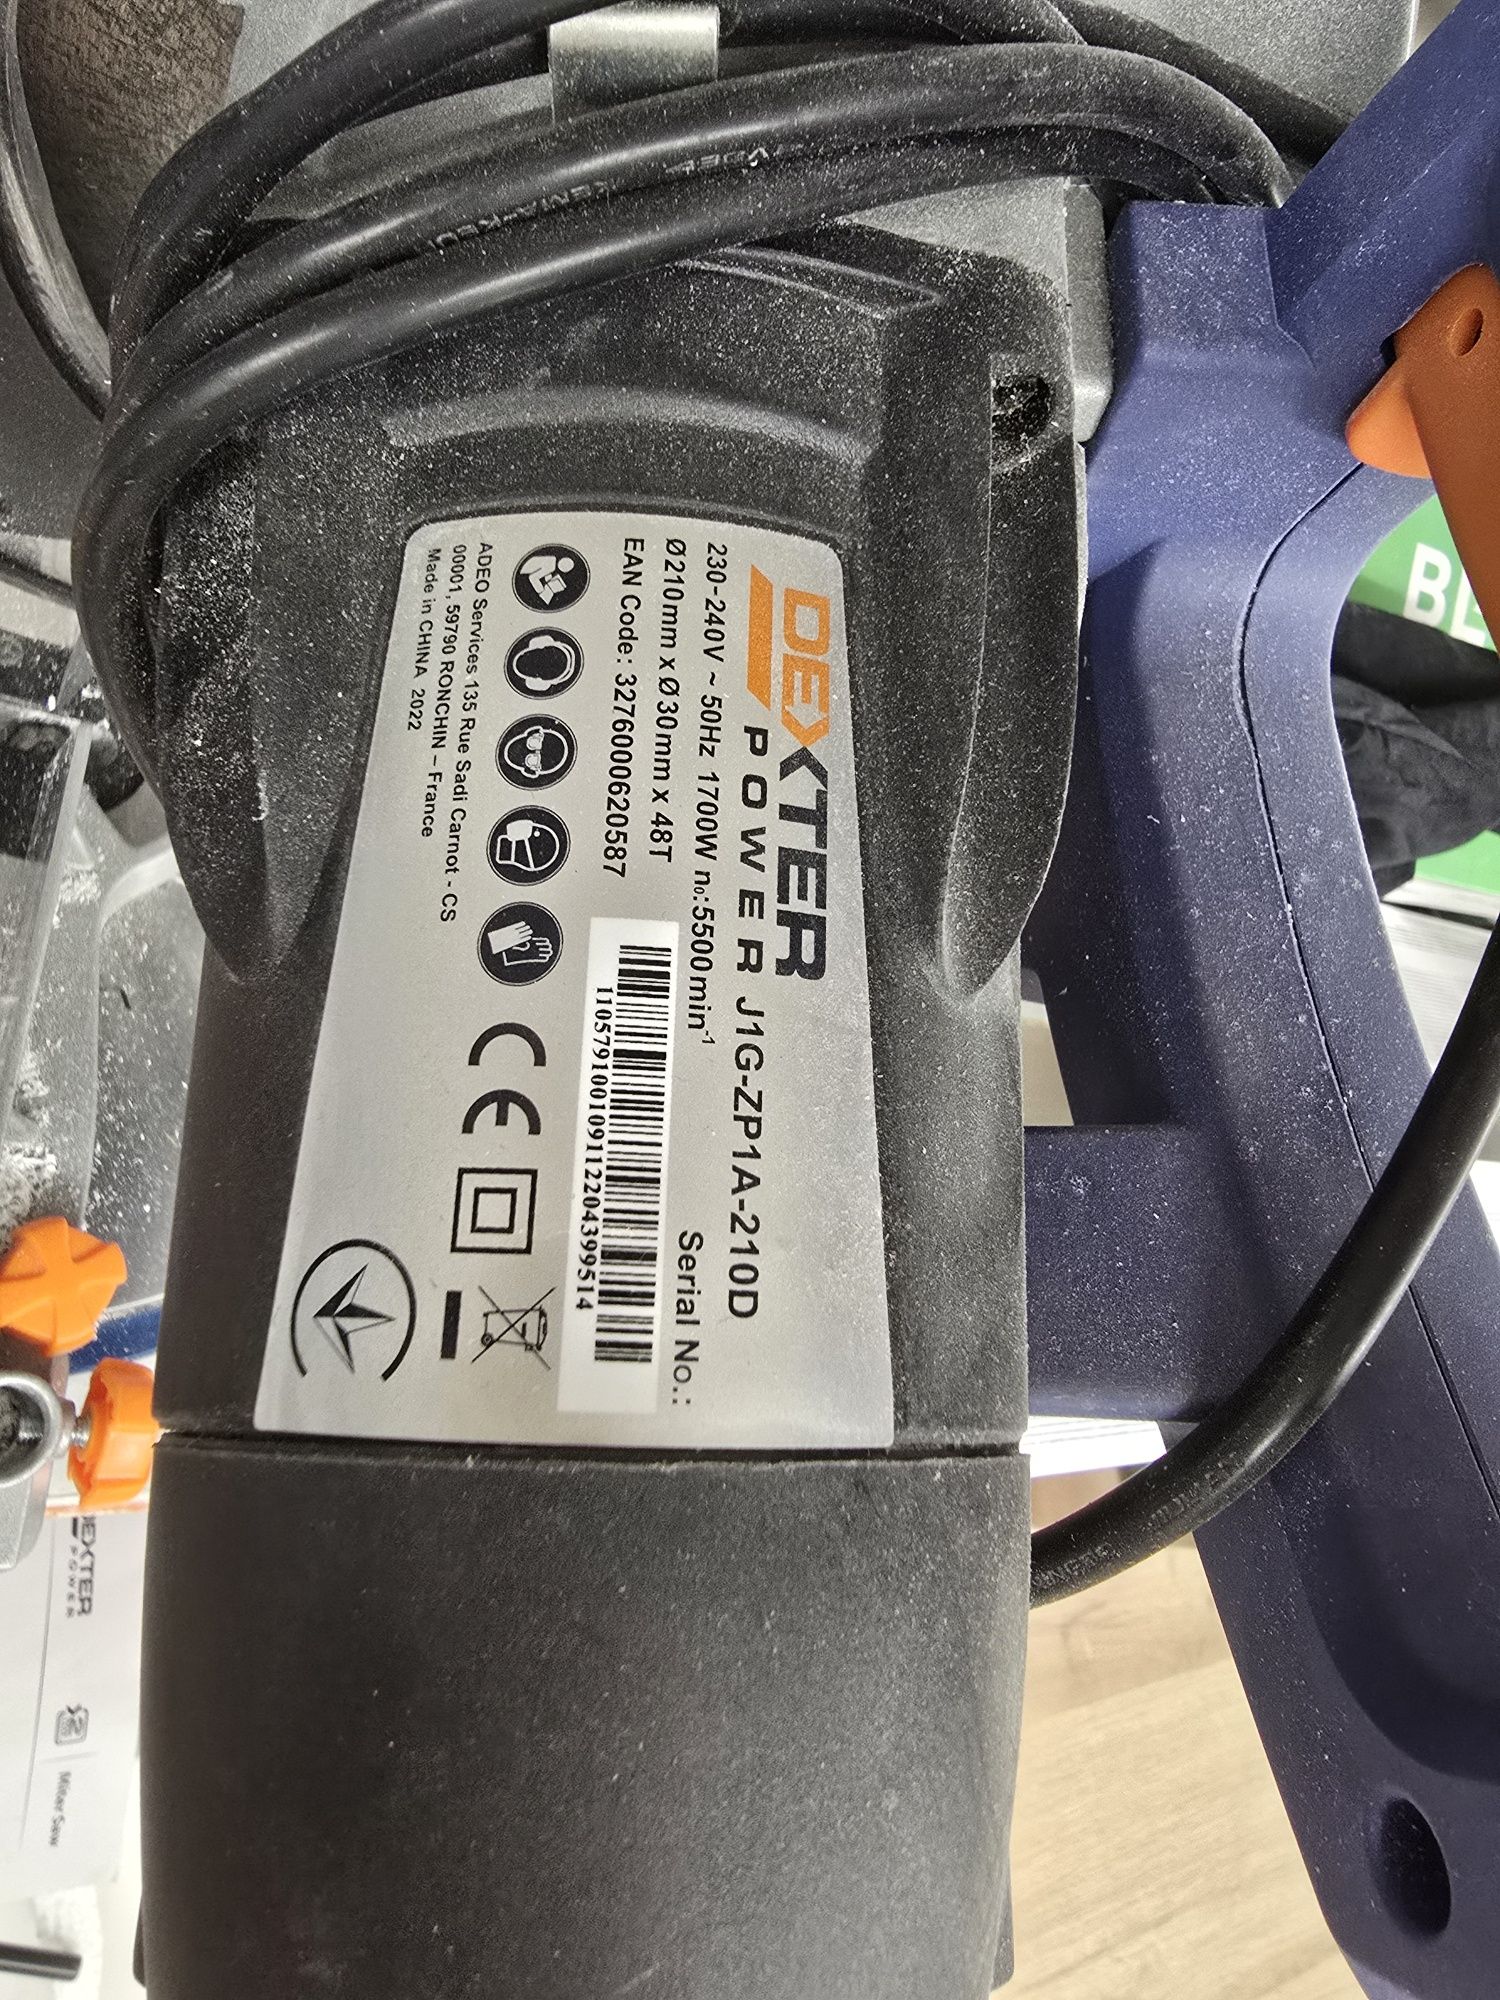 DEXTER
POWER J1G-ZP1A-210D
230-240V ~ 50Hz 1700W n₀:5500min⁻¹
Serial No.:
Ø210mm x Ø30mm x 48T
EAN Code: 3276000620587
110579100109112204399514
CE
ADEO Services 135 Rue Sadi Carnot - CS
00001, 59790 RONCHIN – France
Made in CHINA 2022
DEXTER
POWER
Miter Saw
VDE